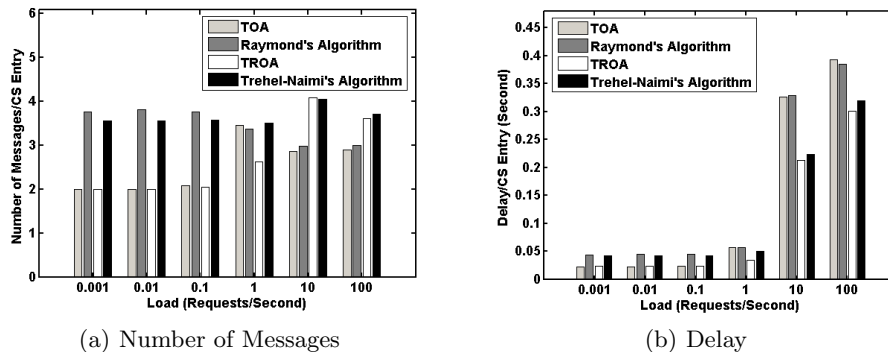 6
5
4
3
2
1
0
Number of Messages/CS Entry
TOA
Raymond's Algorithm
TROA
Trehel-Naimi's Algorithm
0.001 0.01 0.1 1 10 100
Load (Requests/Second)
(a) Number of Messages
0.45
0.4
0.35
0.3
0.25
0.2
0.15
0.1
0.05
0
Delay/CS Entry (Second)
TOA
Raymond's Algorithm
TROA
Trehel-Naimi's Algorithm
0.001 0.01 0.1 1 10 100
Load (Requests/Second)
(b) Delay